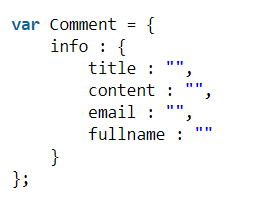 var Comment = {
    info : {
        title : "",
        content : "",
        email : "",
        fullname : ""
    }
};